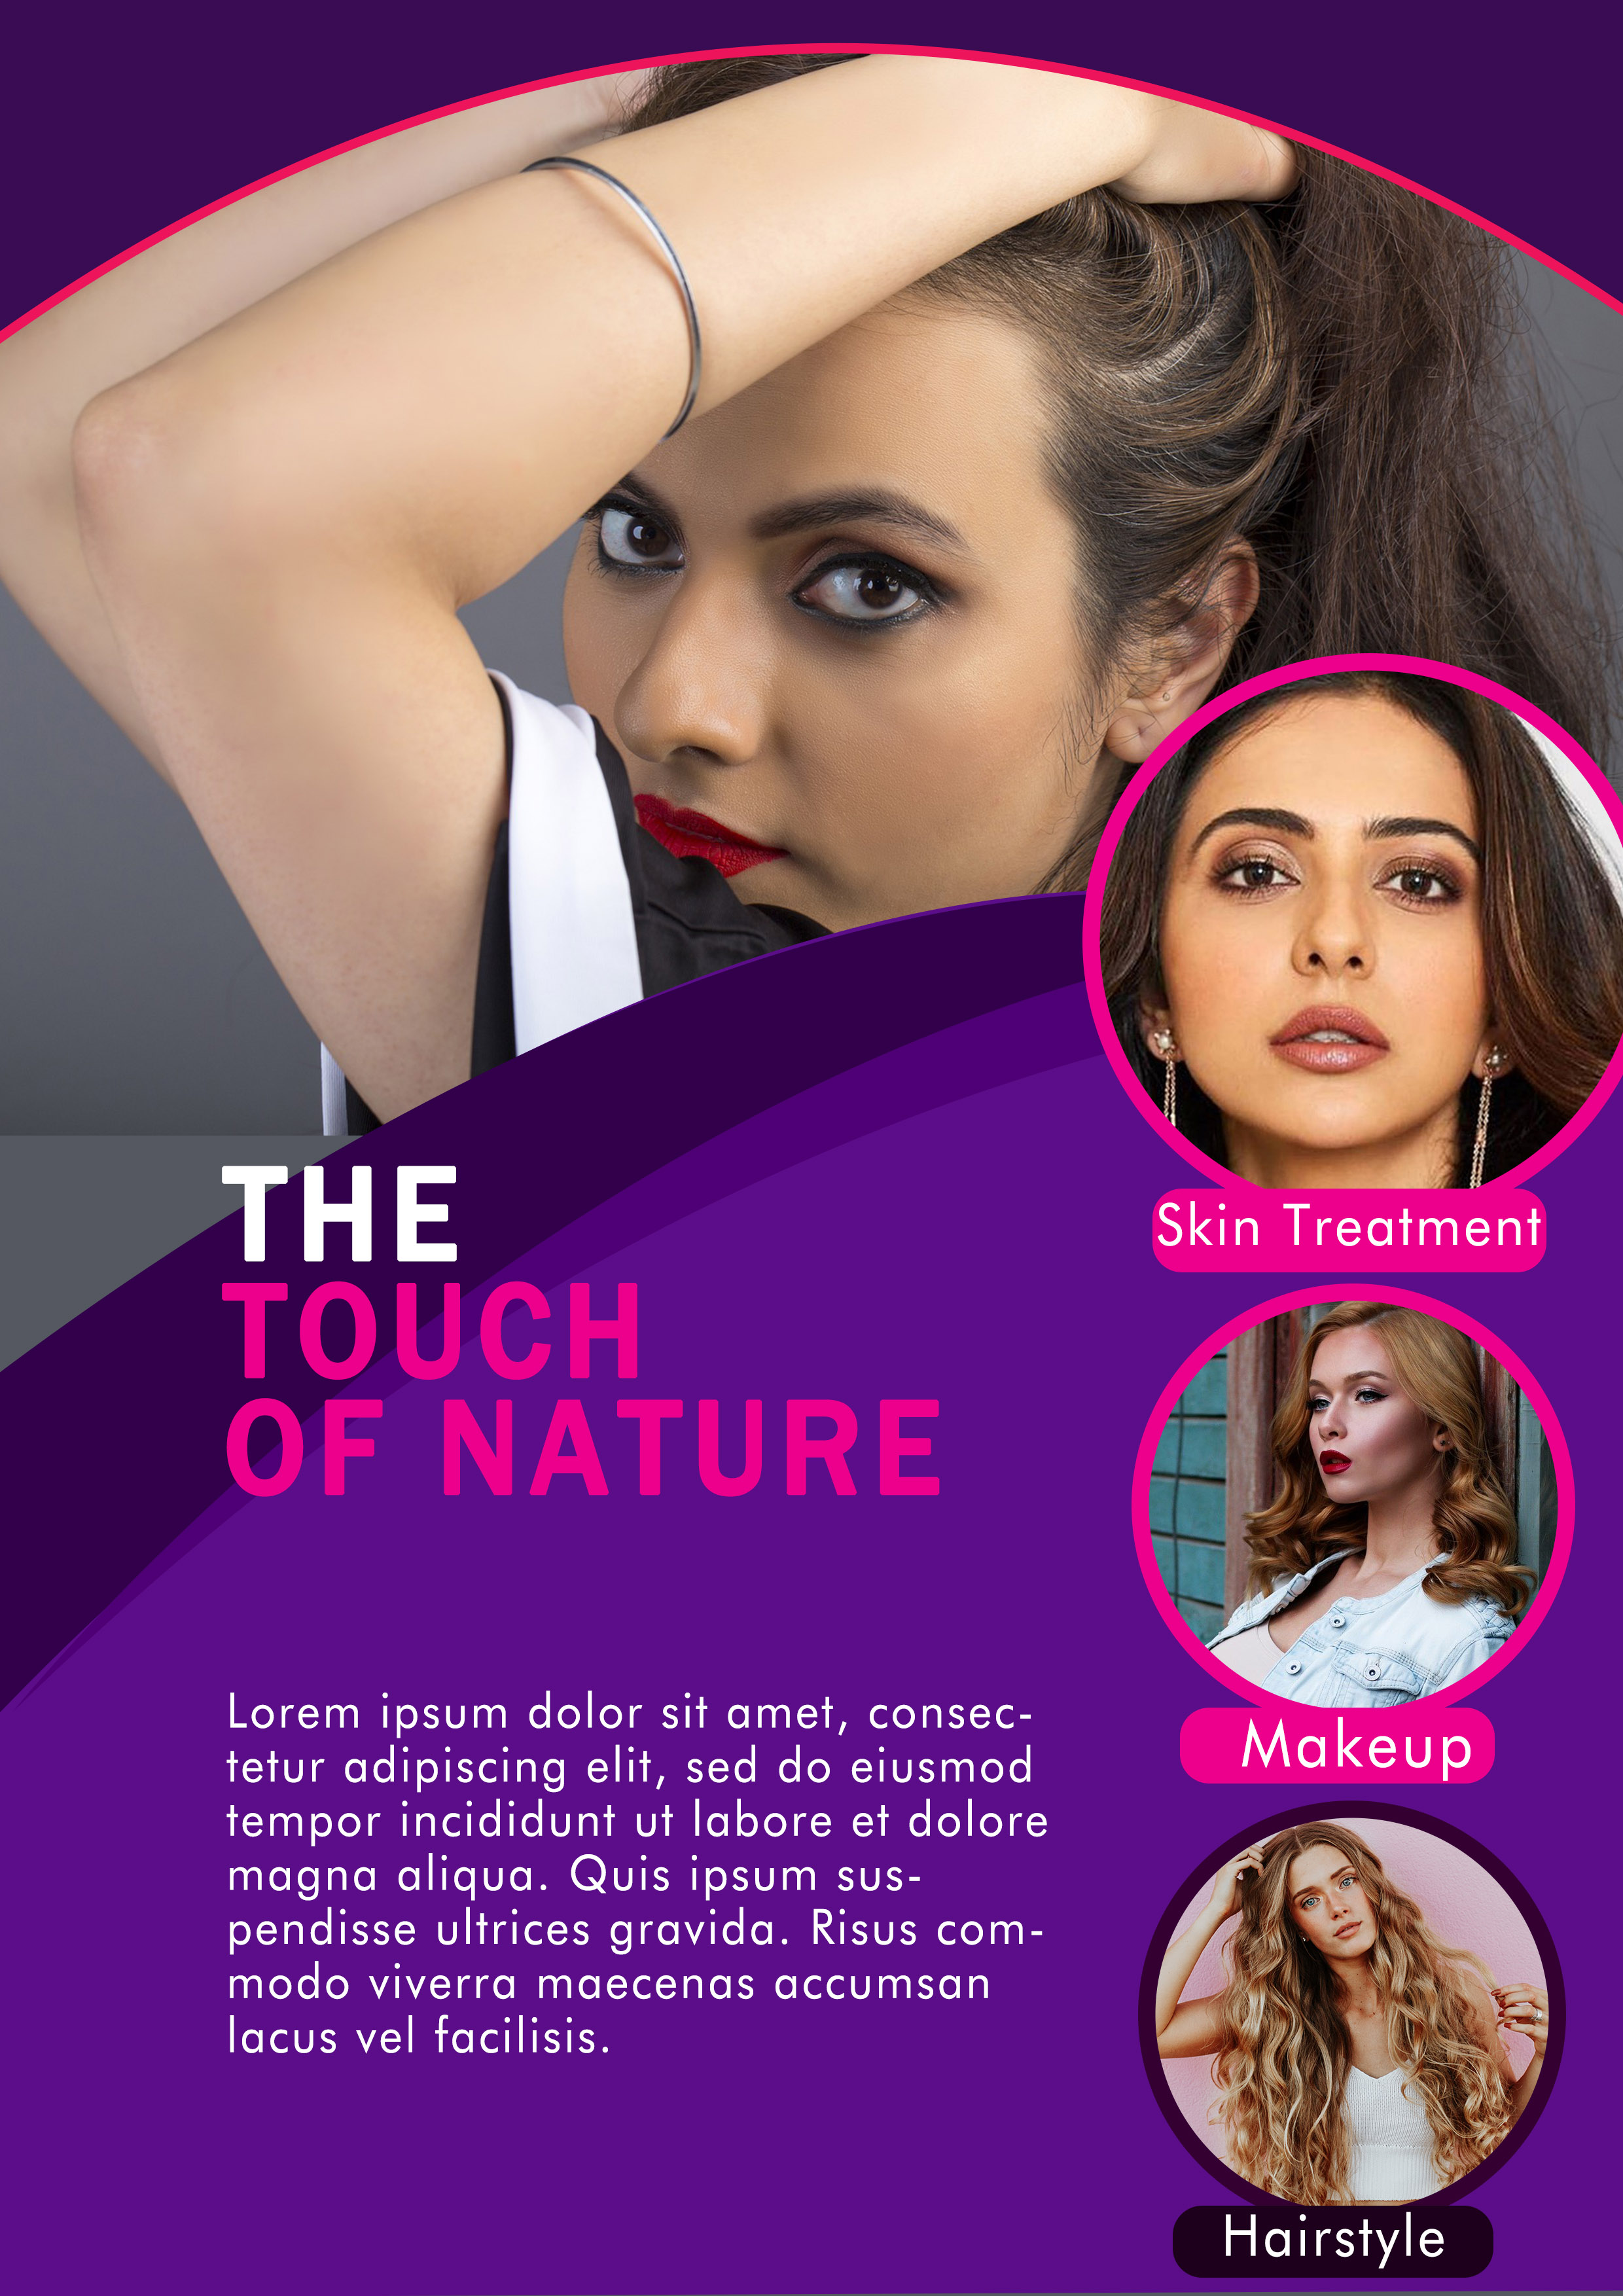 THE
TOUCH
OF NATURE
Lorem ipsum dolor sit amet, consec-
tetur adipiscing elit, sed do eiusmod
tempor incididunt ut labore et dolore
magna aliqua. Quis ipsum sus-
pendisse ultrices gravida. Risus com-
modo viverra maecenas accumsan
lacus vel facilisis.
Skin Treatment
Makeup
Hairstyle